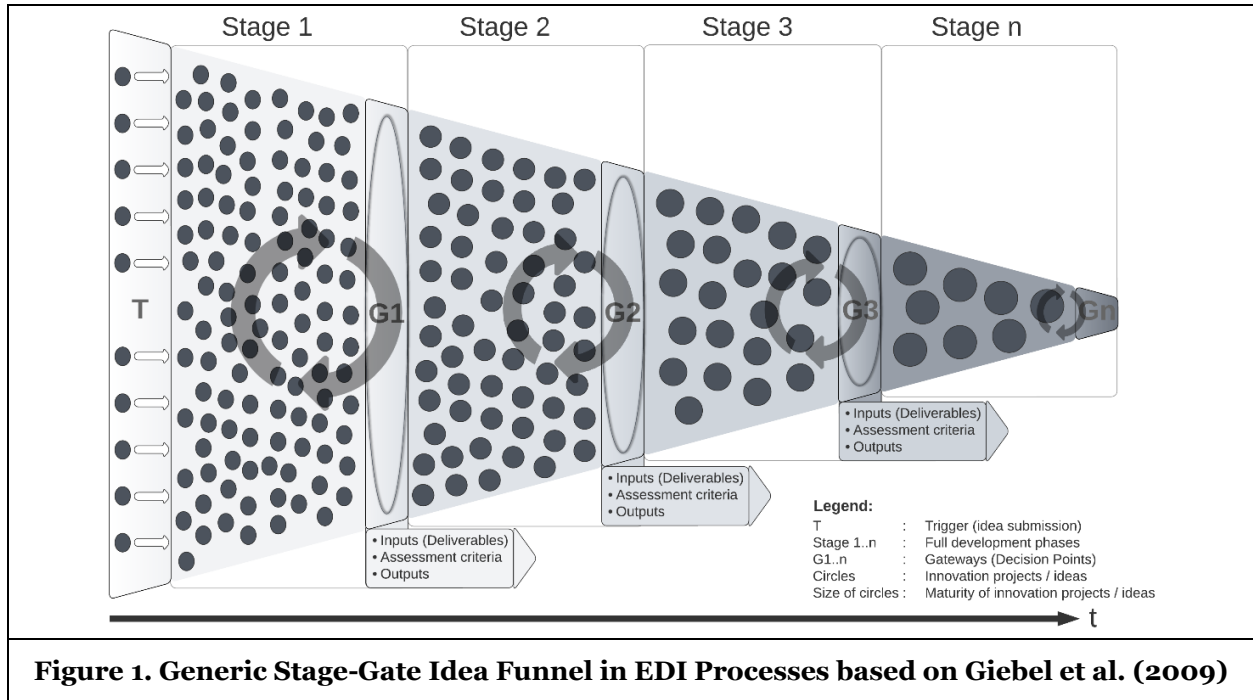 Stage 1
Stage 2
Stage 3
Stage n
T
G1
G2
G3
Gn
• Inputs (Deliverables)
• Assessment criteria
• Outputs
• Inputs (Deliverables)
• Assessment criteria
• Outputs
• Inputs (Deliverables)
• Assessment criteria
• Outputs
Legend:
T : Trigger (idea submission)
Stage 1..n : Full development phases
G1..n : Gateways (Decision Points)
Circles : Innovation projects / ideas
Size of circles : Maturity of innovation projects / ideas
t
Figure 1. Generic Stage-Gate Idea Funnel in EDI Processes based on Giebel et al. (2009)